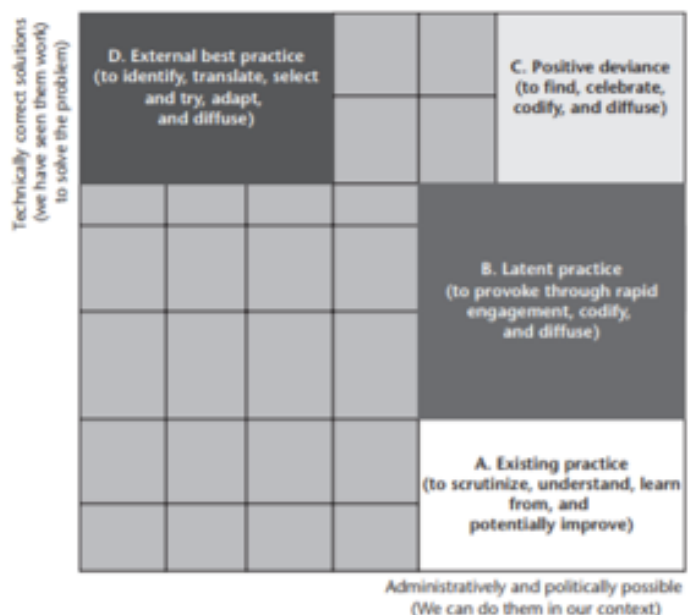 Technically correct solutions
(we have seen them work)
to solve the problem)
D. External best practice
(to identify, translate, select
and try, adapt,
and diffuse)
C. Positive deviance
(to find, celebrate,
codify, and diffuse)
B. Latent practice
(to provoke through rapid
engagement, codify,
and diffuse)
A. Existing practice
(to scrutinize, understand, learn
from, and
potentially improve)
Administratively and politically possible
(We can do them in our context)